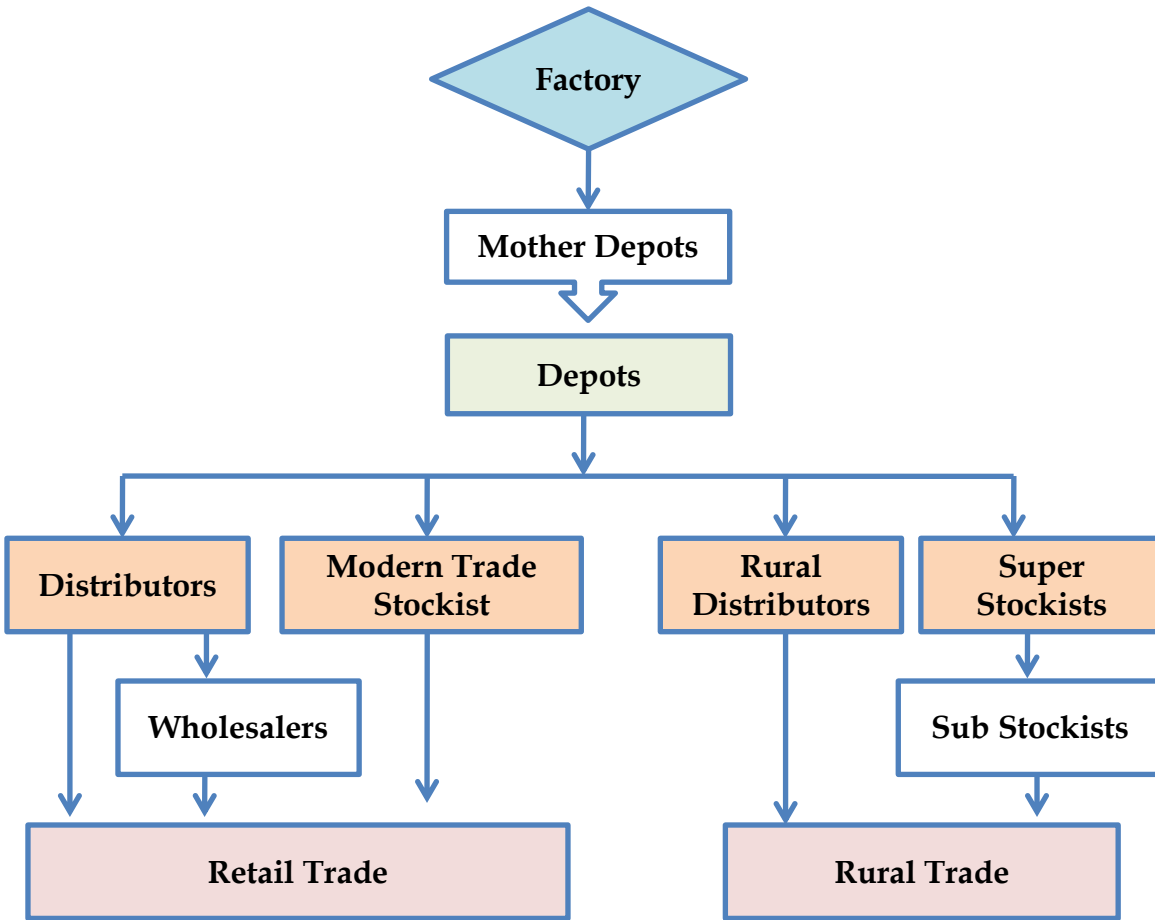 Factory
Mother Depots
Depots
Distributors
Modern Trade
Stockist
Rural
Distributors
Super
Stockists
Wholesalers
Sub Stockists
Retail Trade
Rural Trade